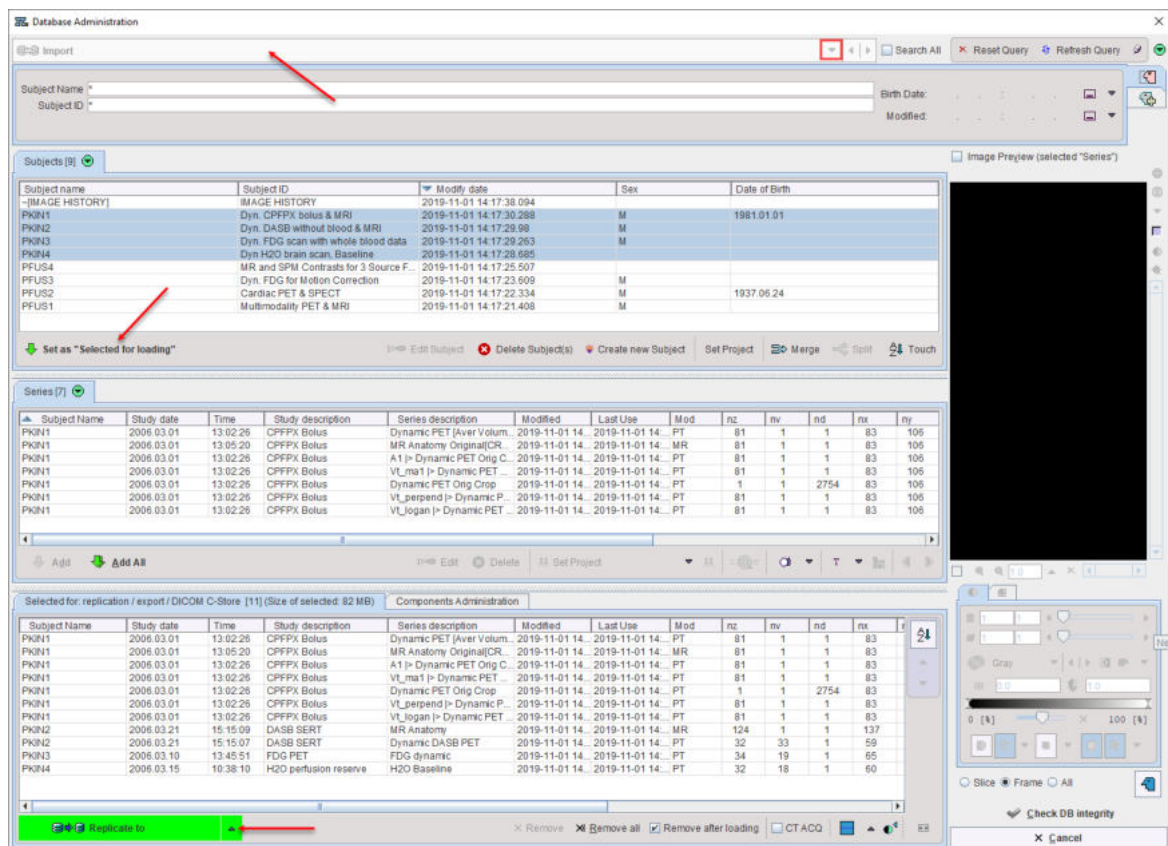 Database Administration
Import
Search All
Reset Query
Refresh Query
Subject Name *
Subject ID *
Birth Date:
Modified:
Subjects [9]
Image Preview (selected "Series")
Subject name Subject ID Modify date Sex Date of Birth
~[IMAGE HISTORY] IMAGE HISTORY 2019-11-01 14:17:38.094
PKIN1 Dyn. CPFPX bolus & MRI 2019-11-01 14:17:30.288 M 1981.01.01
PKIN2 Dyn. DASB without blood & MRI 2019-11-01 14:17:29.98 M
PKIN3 Dyn. FDG scan with whole blood data 2019-11-01 14:17:29.263 M
PKIN4 Dyn H2O brain scan, Baseline 2019-11-01 14:17:28.685
PFUS4 MR and SPM Contrasts for 3 Source F... 2019-11-01 14:17:25.507
PFUS3 Dyn. FDG for Motion Correction 2019-11-01 14:17:23.609 M
PFUS2 Cardiac PET & SPECT 2019-11-01 14:17:22.334 M 1937.06.24
PFUS1 Multimodality PET & MRI 2019-11-01 14:17:21.408 M
Set as "Selected for loading" Edit Subject Delete Subject(s) Create new Subject Set Project Merge Split Touch
Series [7]
Subject Name Study date Time Study description Series description Modified Last Use Mod nz nv nd nx ny
PKIN1 2006.03.01 13:02:26 CPFPX Bolus Dynamic PET [Aver Volum... 2019-11-01 14... 2019-11-01 14:... PT 81 1 1 83 106
PKIN1 2006.03.01 13:05:20 CPFPX Bolus MR Anatomy Original[CR... 2019-11-01 14... 2019-11-01 14:... MR 81 1 1 83 106
PKIN1 2006.03.01 13:02:26 CPFPX Bolus A1 |> Dynamic PET Orig C... 2019-11-01 14... 2019-11-01 14:... PT 81 1 1 83 106
PKIN1 2006.03.01 13:02:26 CPFPX Bolus Vt_ma1 |> Dynamic PET ... 2019-11-01 14... 2019-11-01 14:... PT 81 1 1 83 106
PKIN1 2006.03.01 13:02:26 CPFPX Bolus Dynamic PET Orig Crop 2019-11-01 14... 2019-11-01 14:... PT 1 1 2754 83 106
PKIN1 2006.03.01 13:02:26 CPFPX Bolus Vt_perpend |> Dynamic P... 2019-11-01 14... 2019-11-01 14:... PT 81 1 1 83 106
PKIN1 2006.03.01 13:02:26 CPFPX Bolus Vt_logan |> Dynamic PET ... 2019-11-01 14... 2019-11-01 14:... PT 81 1 1 83 106
Add Add All Edit Delete Set Project T
1.0
Selected for: replication / export / DICOM C-Store [11] (Size of selected: 82 MB) Components Administration
Subject Name Study date Time Study description Series description Modified Last Use Mod nz nv nd nx
PKIN1 2006.03.01 13:02:26 CPFPX Bolus Dynamic PET [Aver Volum... 2019-11-01 14... 2019-11-01 14:... PT 81 1 1 83
PKIN1 2006.03.01 13:05:20 CPFPX Bolus MR Anatomy Original[CR... 2019-11-01 14... 2019-11-01 14:... MR 81 1 1 83
PKIN1 2006.03.01 13:02:26 CPFPX Bolus A1 |> Dynamic PET Orig C... 2019-11-01 14... 2019-11-01 14:... PT 81 1 1 83
PKIN1 2006.03.01 13:02:26 CPFPX Bolus Vt_ma1 |> Dynamic PET ... 2019-11-01 14... 2019-11-01 14:... PT 81 1 1 83
PKIN1 2006.03.01 13:02:26 CPFPX Bolus Dynamic PET Orig Crop 2019-11-01 14... 2019-11-01 14:... PT 1 1 2754 83
PKIN1 2006.03.01 13:02:26 CPFPX Bolus Vt_perpend |> Dynamic P... 2019-11-01 14... 2019-11-01 14:... PT 81 1 1 83
PKIN1 2006.03.01 13:02:26 CPFPX Bolus Vt_logan |> Dynamic PET ... 2019-11-01 14... 2019-11-01 14:... PT 81 1 1 83
PKIN2 2006.03.21 15:15:09 DASB SERT MR Anatomy 2019-11-01 14... 2019-11-01 14:... MR 124 1 1 137
PKIN2 2006.03.21 15:15:07 DASB SERT Dynamic DASB PET 2019-11-01 14... 2019-11-01 14:... PT 32 33 1 59
PKIN3 2006.03.10 13:45:51 FDG PET FDG dynamic 2019-11-01 14... 2019-11-01 14:... PT 34 19 1 65
PKIN4 2006.03.15 10:38:10 H2O perfusion reserve H2O Baseline 2019-11-01 14... 2019-11-01 14:... PT 32 18 1 60
1 1
1 1
Gray
0.0 1.0
0 [%] 100 [%]
Slice Frame All
Replicate to Remove Remove all Remove after loading CT ACQ
Check DB integrity
Cancel